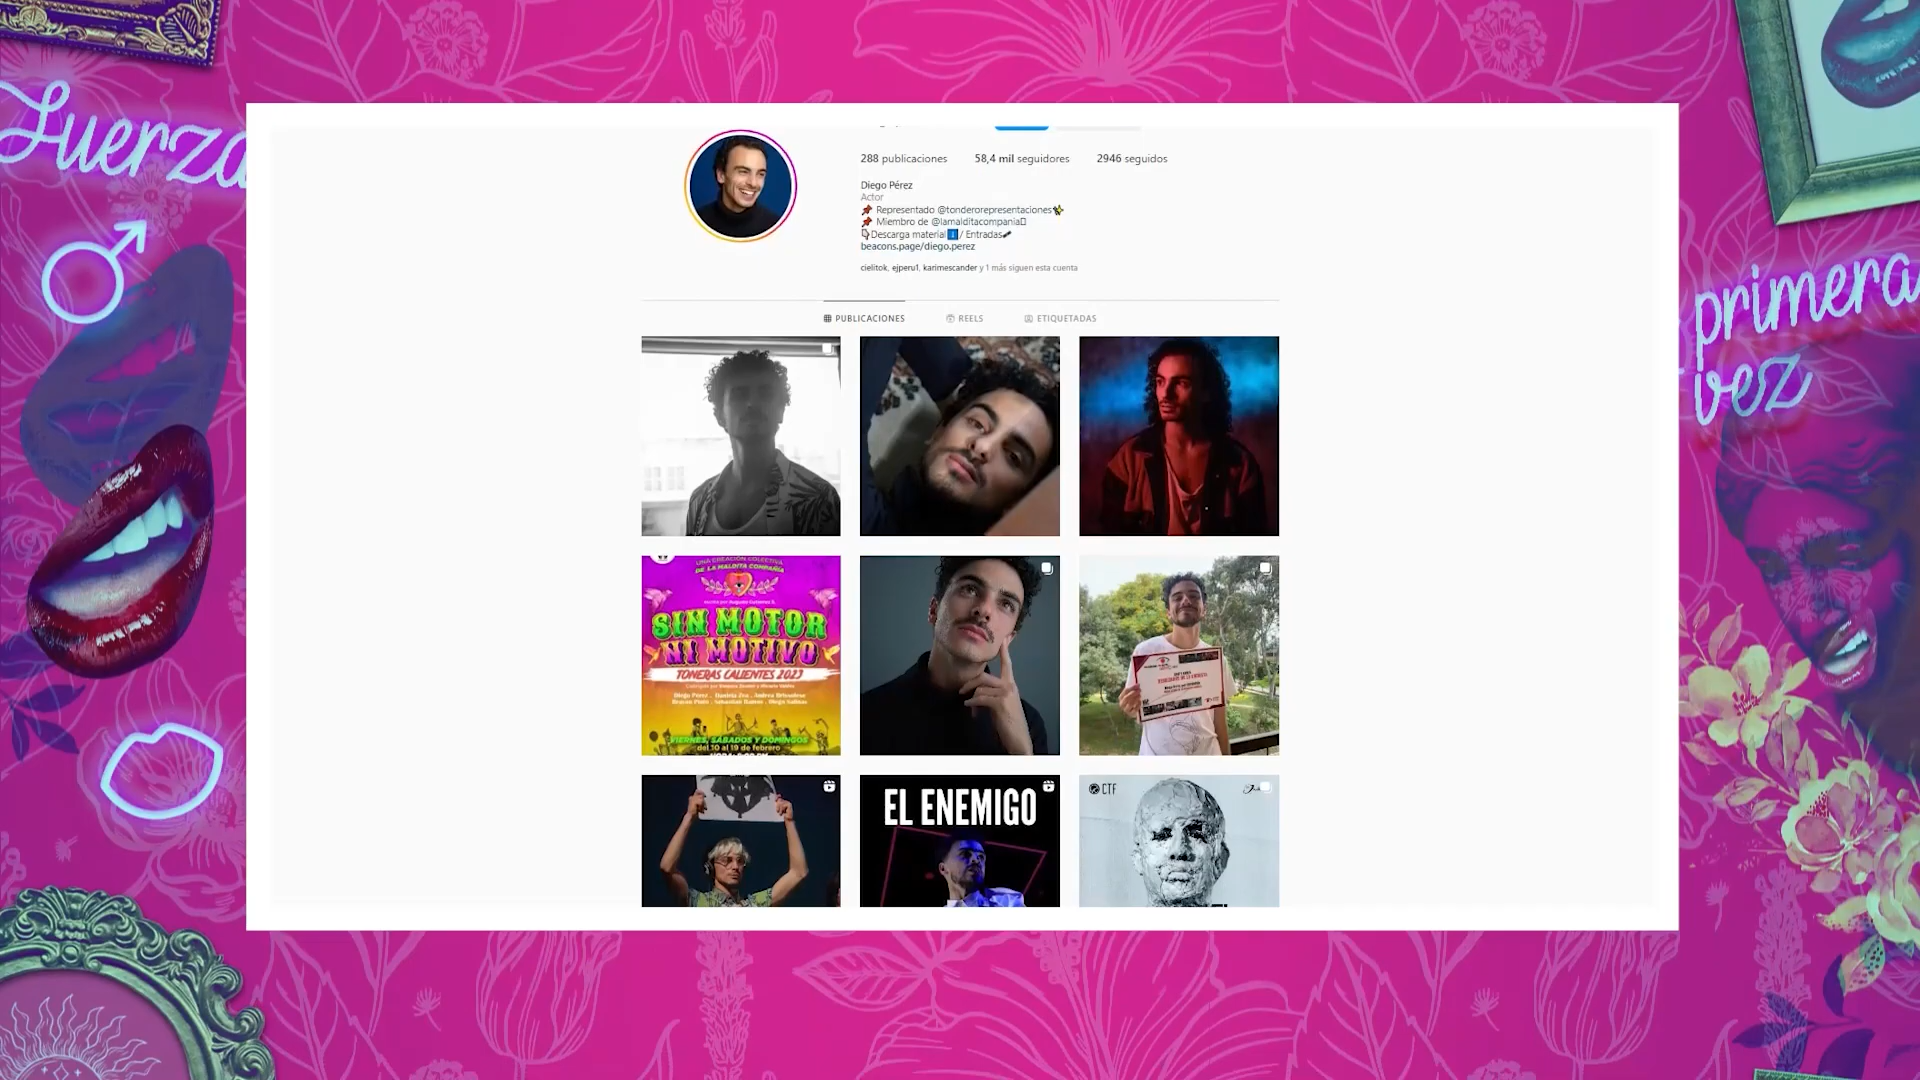 fuerza
primera
vez
288 publicaciones 58,4 mil seguidores 2946 seguidos
Diego Pérez
Actor
Representado @tonderorepresentaciones
Miembro de @lamalditacompania
Descarga material / Entradas
beacons.page/diego.perez
cielitok, ejperu1, karimescander y 1 más siguen esta cuenta
PUBLICACIONES REELS ETIQUETADAS
UNA CREACIÓN COLECTIVA
DE LA MALDITA COMPAÑÍA
SIN MOTOR
NI MOTIVO
TONERAS CALIENTES 2023
VIERNES, SÁBADOS Y DOMINGOS
del 10 al 19 de febrero
EL ENEMIGO
CTF